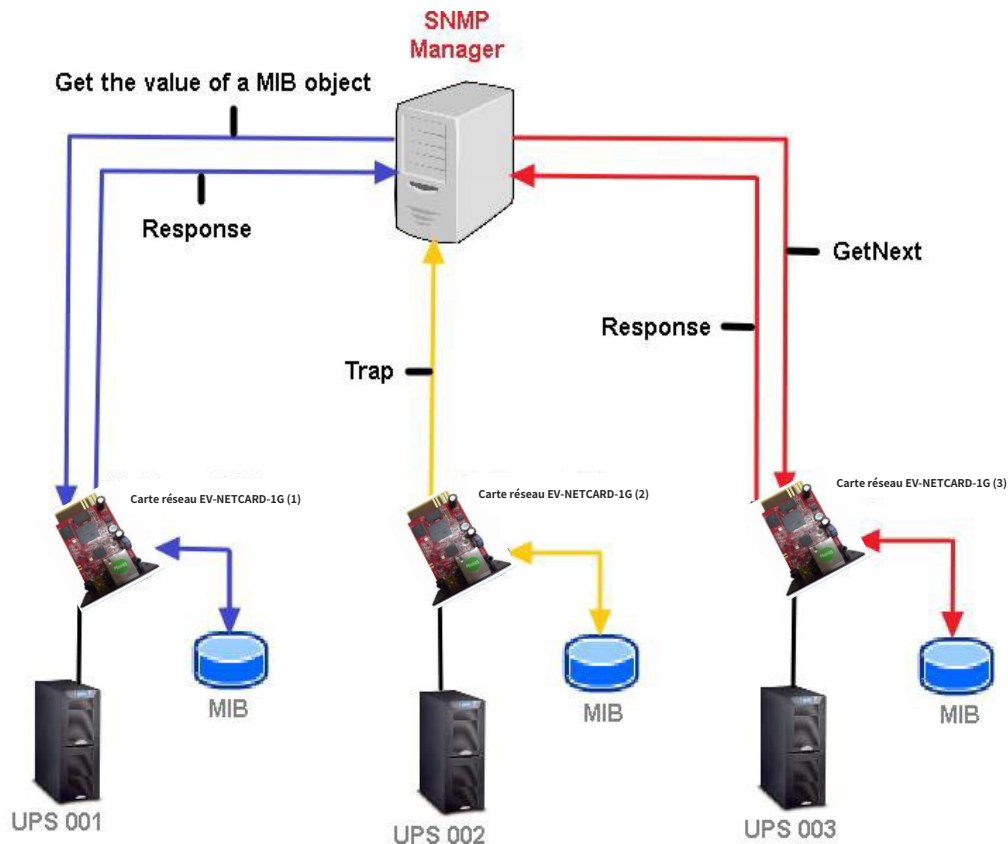 SNMP
Manager
Get the value of a MIB object
Response
GetNext
Response
Trap
Carte réseau EV-NETCARD-1G (1)
Carte réseau EV-NETCARD-1G (2)
Carte réseau EV-NETCARD-1G (3)
MIB
MIB
MIB
UPS 001
UPS 002
UPS 003